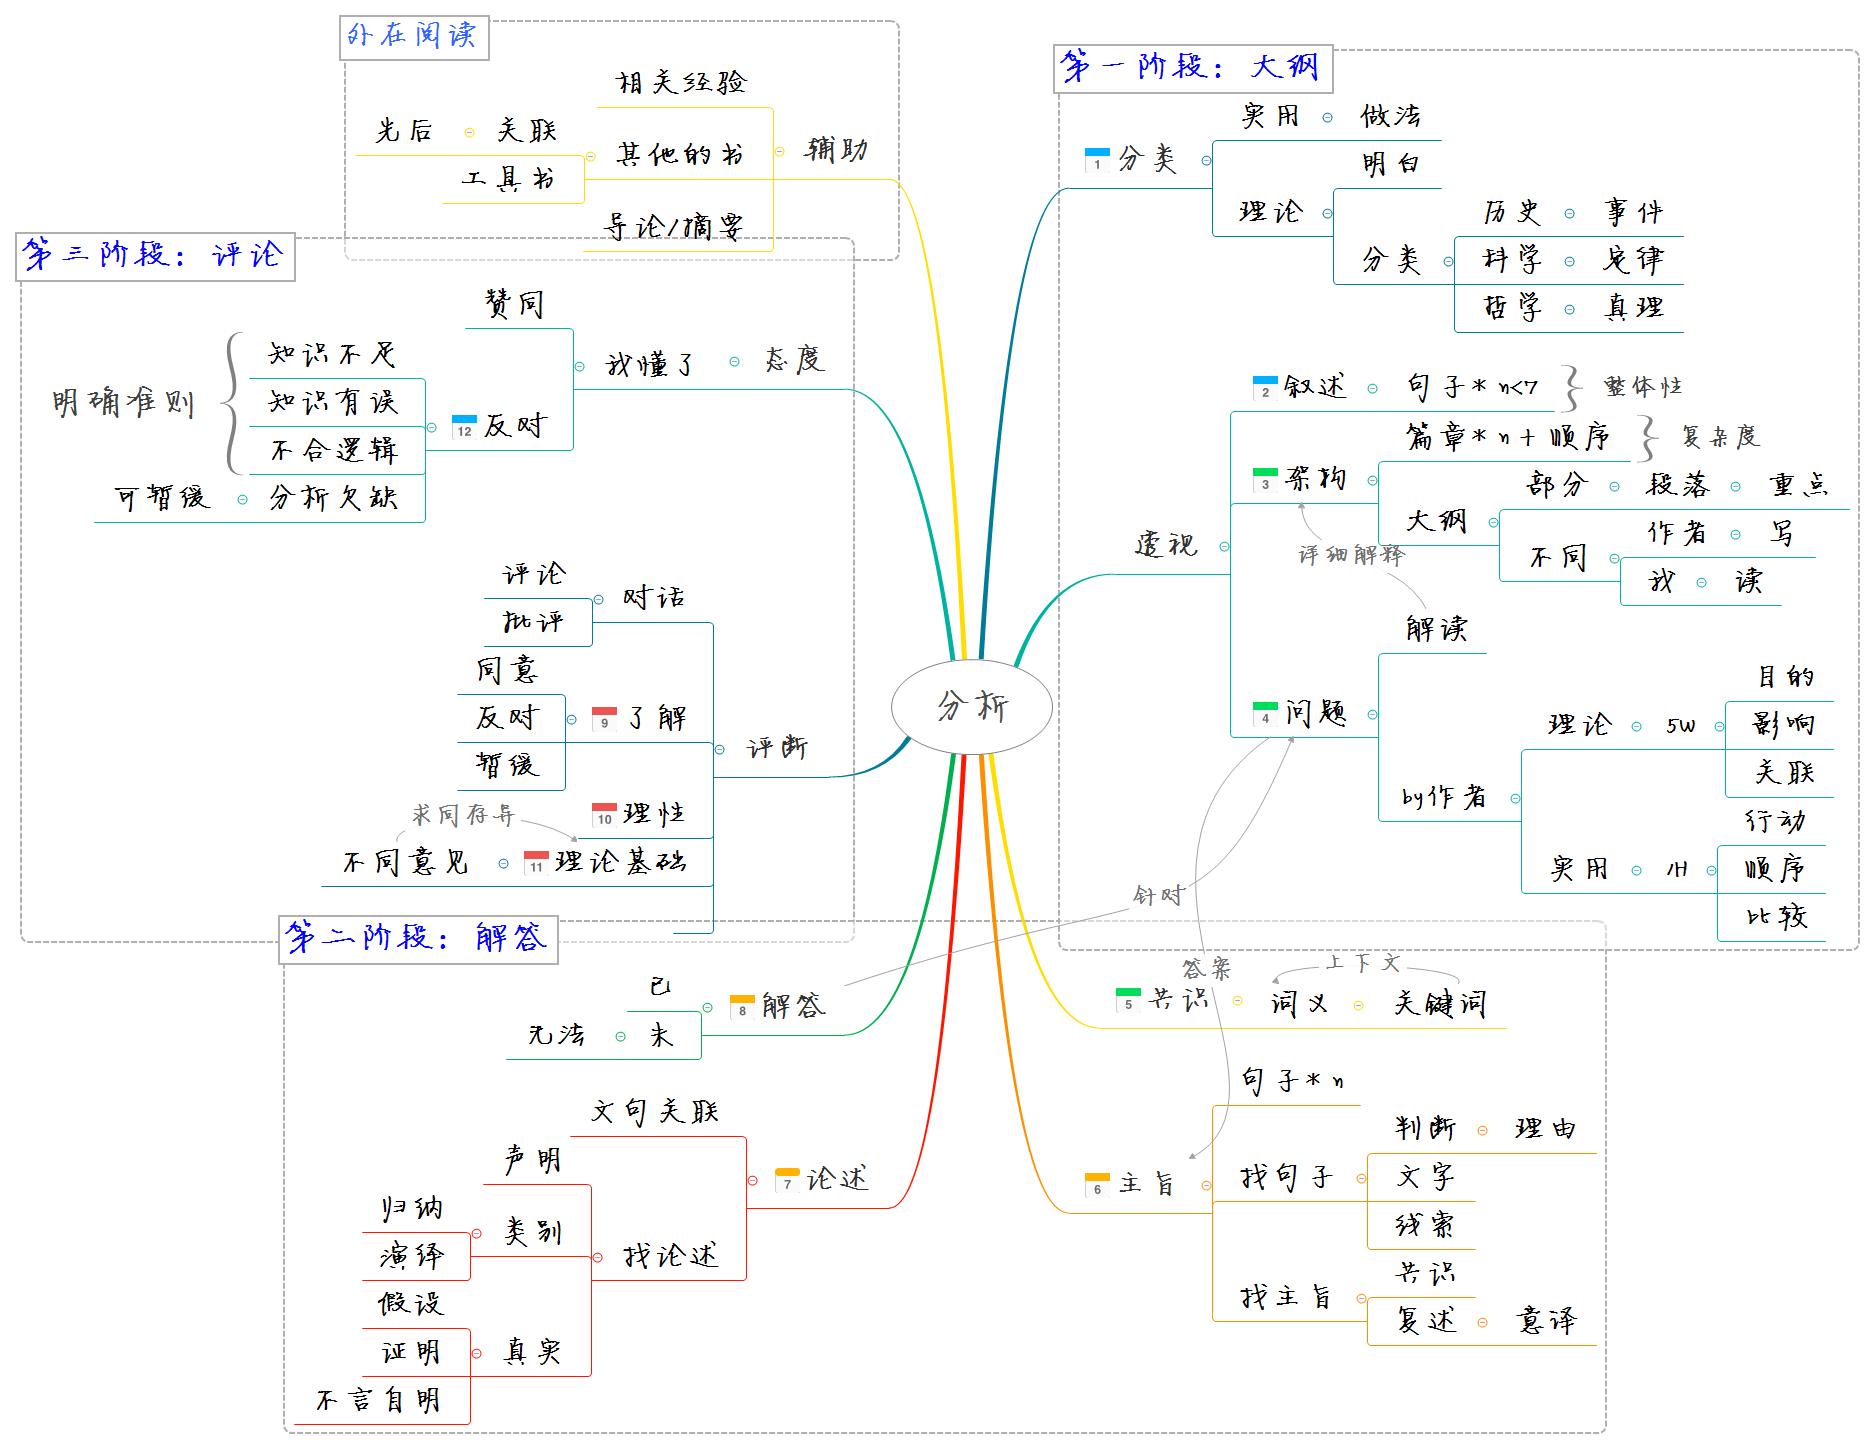 外在阅读
相关经验
先后
关联
其他的书
工具书
导论/摘要
辅助
第三阶段：评论
赞同
我懂了
态度
知识不足
知识有误
不合逻辑
明确准则
12
反对
可暂缓
分析欠缺
评论
批评
对话
同意
反对
暂缓
9
了解
评断
10
理性
求同存异
不同意见
11
理论基础
分析
第一阶段：大纲
1
分类
实用
做法
理论
明白
分类
历史
事件
科学
定律
哲学
真理
透视
2
叙述
句子*n<7
整体性
3
架构
篇章*n+顺序
复杂度
大纲
部分
段落
重点
不同
作者
写
我
读
详细解释
4
问题
解读
by作者
理论
5W
目的
影响
关联
实用
1H
行动
顺序
比较
针对
答案
第二阶段：解答
8
解答
已
未
无法
7
论述
文句关联
找论述
声明
类别
归纳
演绎
真实
假设
证明
不言自明
5
共识
词义
上下文
关键词
6
主旨
句子*n
找句子
判断
理由
文字
线索
找主旨
共识
复述
意译